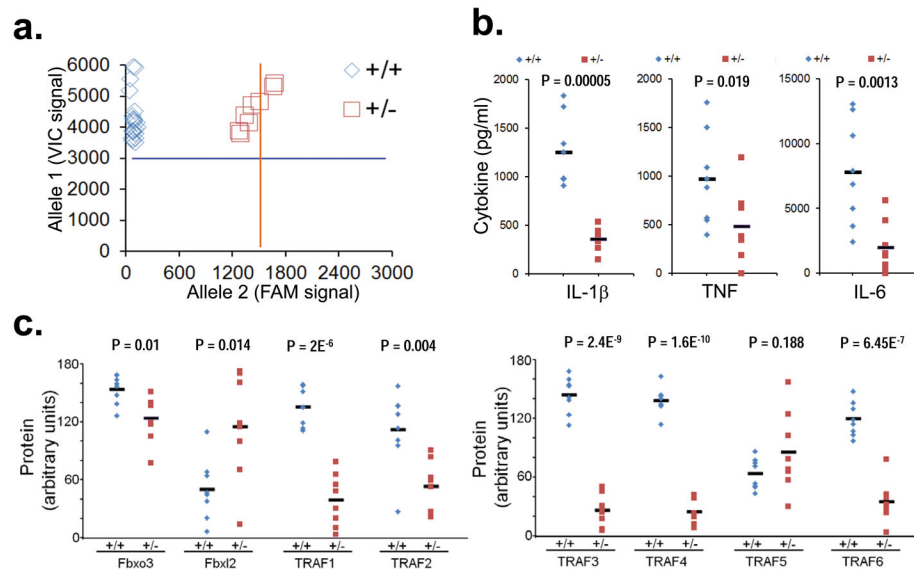 a.
6000
5000
4000
3000
2000
1000
0
Allele 1 (VIC signal)
0 600 1200 1800 2400 3000
Allele 2 (FAM signal)
+/+
+/-
b.
Cytokine (pg/ml)
+/+ +/-
P = 0.00005
2000
1500
1000
500
0
IL-1β
+/+ +/-
P = 0.019
2000
1500
1000
500
0
TNF
+/+ +/-
P = 0.0013
15000
10000
5000
0
IL-6
c.
P = 0.01 P = 0.014 P = 2E-6 P = 0.004
Protein
(arbitrary units)
180
120
60
0
+/+ +/- +/+ +/- +/+ +/- +/+ +/-
Fbxo3 Fbxl2 TRAF1 TRAF2
P = 2.4E-9 P = 1.6E-10 P = 0.188 P = 6.45E-7
Protein
(arbitrary units)
180
120
60
0
+/+ +/- +/+ +/- +/+ +/- +/+ +/-
TRAF3 TRAF4 TRAF5 TRAF6